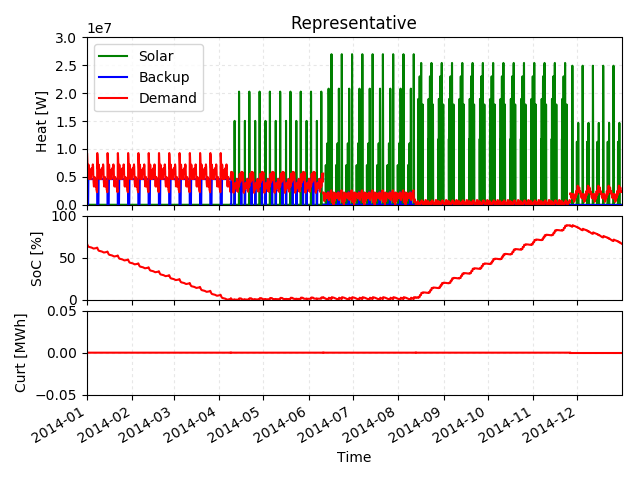 Representative
1e7
3.0
2.5
2.0
1.5
1.0
0.5
0.0
Heat [W]
Solar
Backup
Demand
100
50
0
SoC [%]
0.05
0.00
−0.05
Curt [MWh]
2014-01
2014-02
2014-03
2014-04
2014-05
2014-06
2014-07
2014-08
2014-09
2014-10
2014-11
2014-12
Time